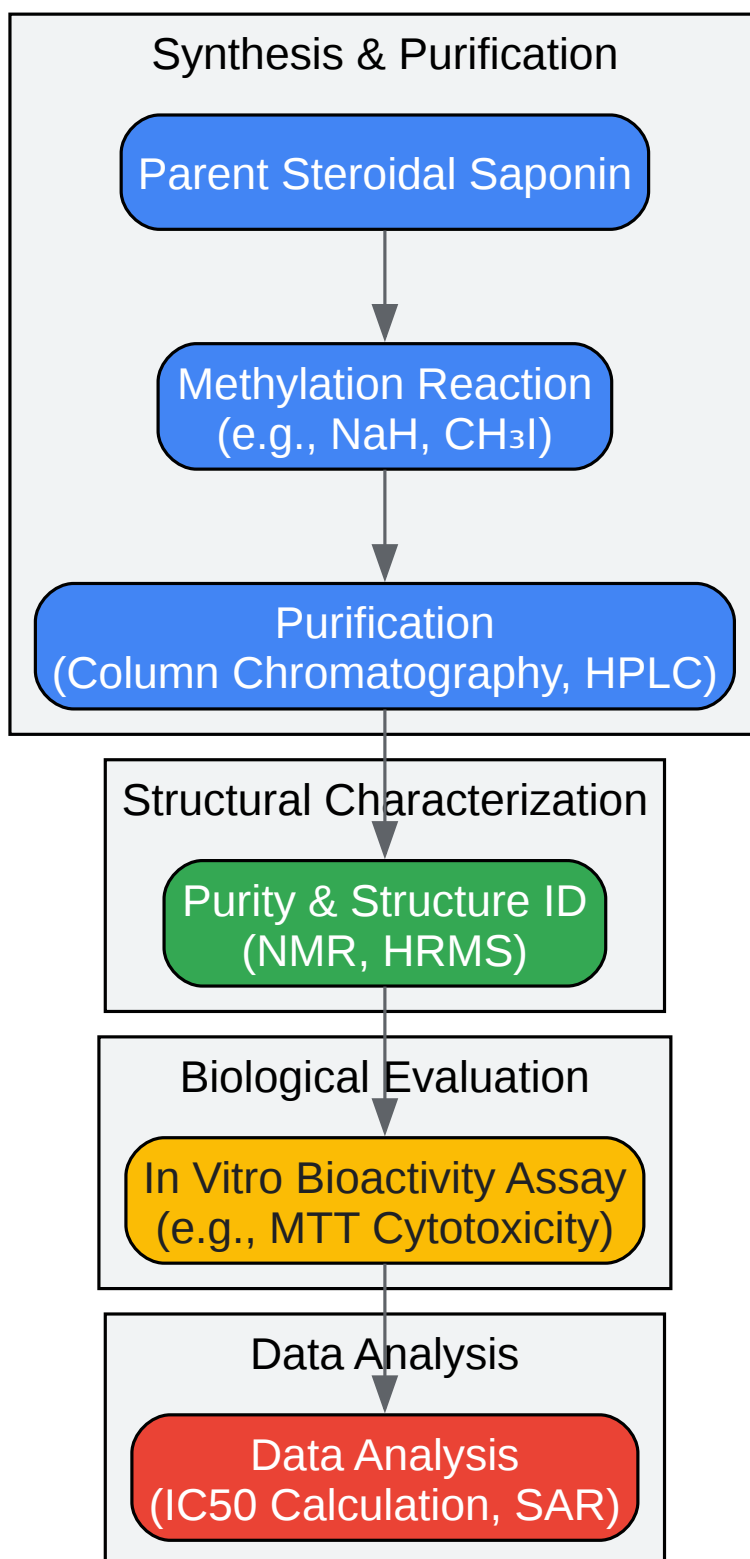 Synthesis & Purification
Parent Steroidal Saponin
Methylation Reaction
(e.g., NaH, CH₃I)
Purification
(Column Chromatography, HPLC)
Structural Characterization
Purity & Structure ID
(NMR, HRMS)
Biological Evaluation
In Vitro Bioactivity Assay
(e.g., MTT Cytotoxicity)
Data Analysis
Data Analysis
(IC50 Calculation, SAR)